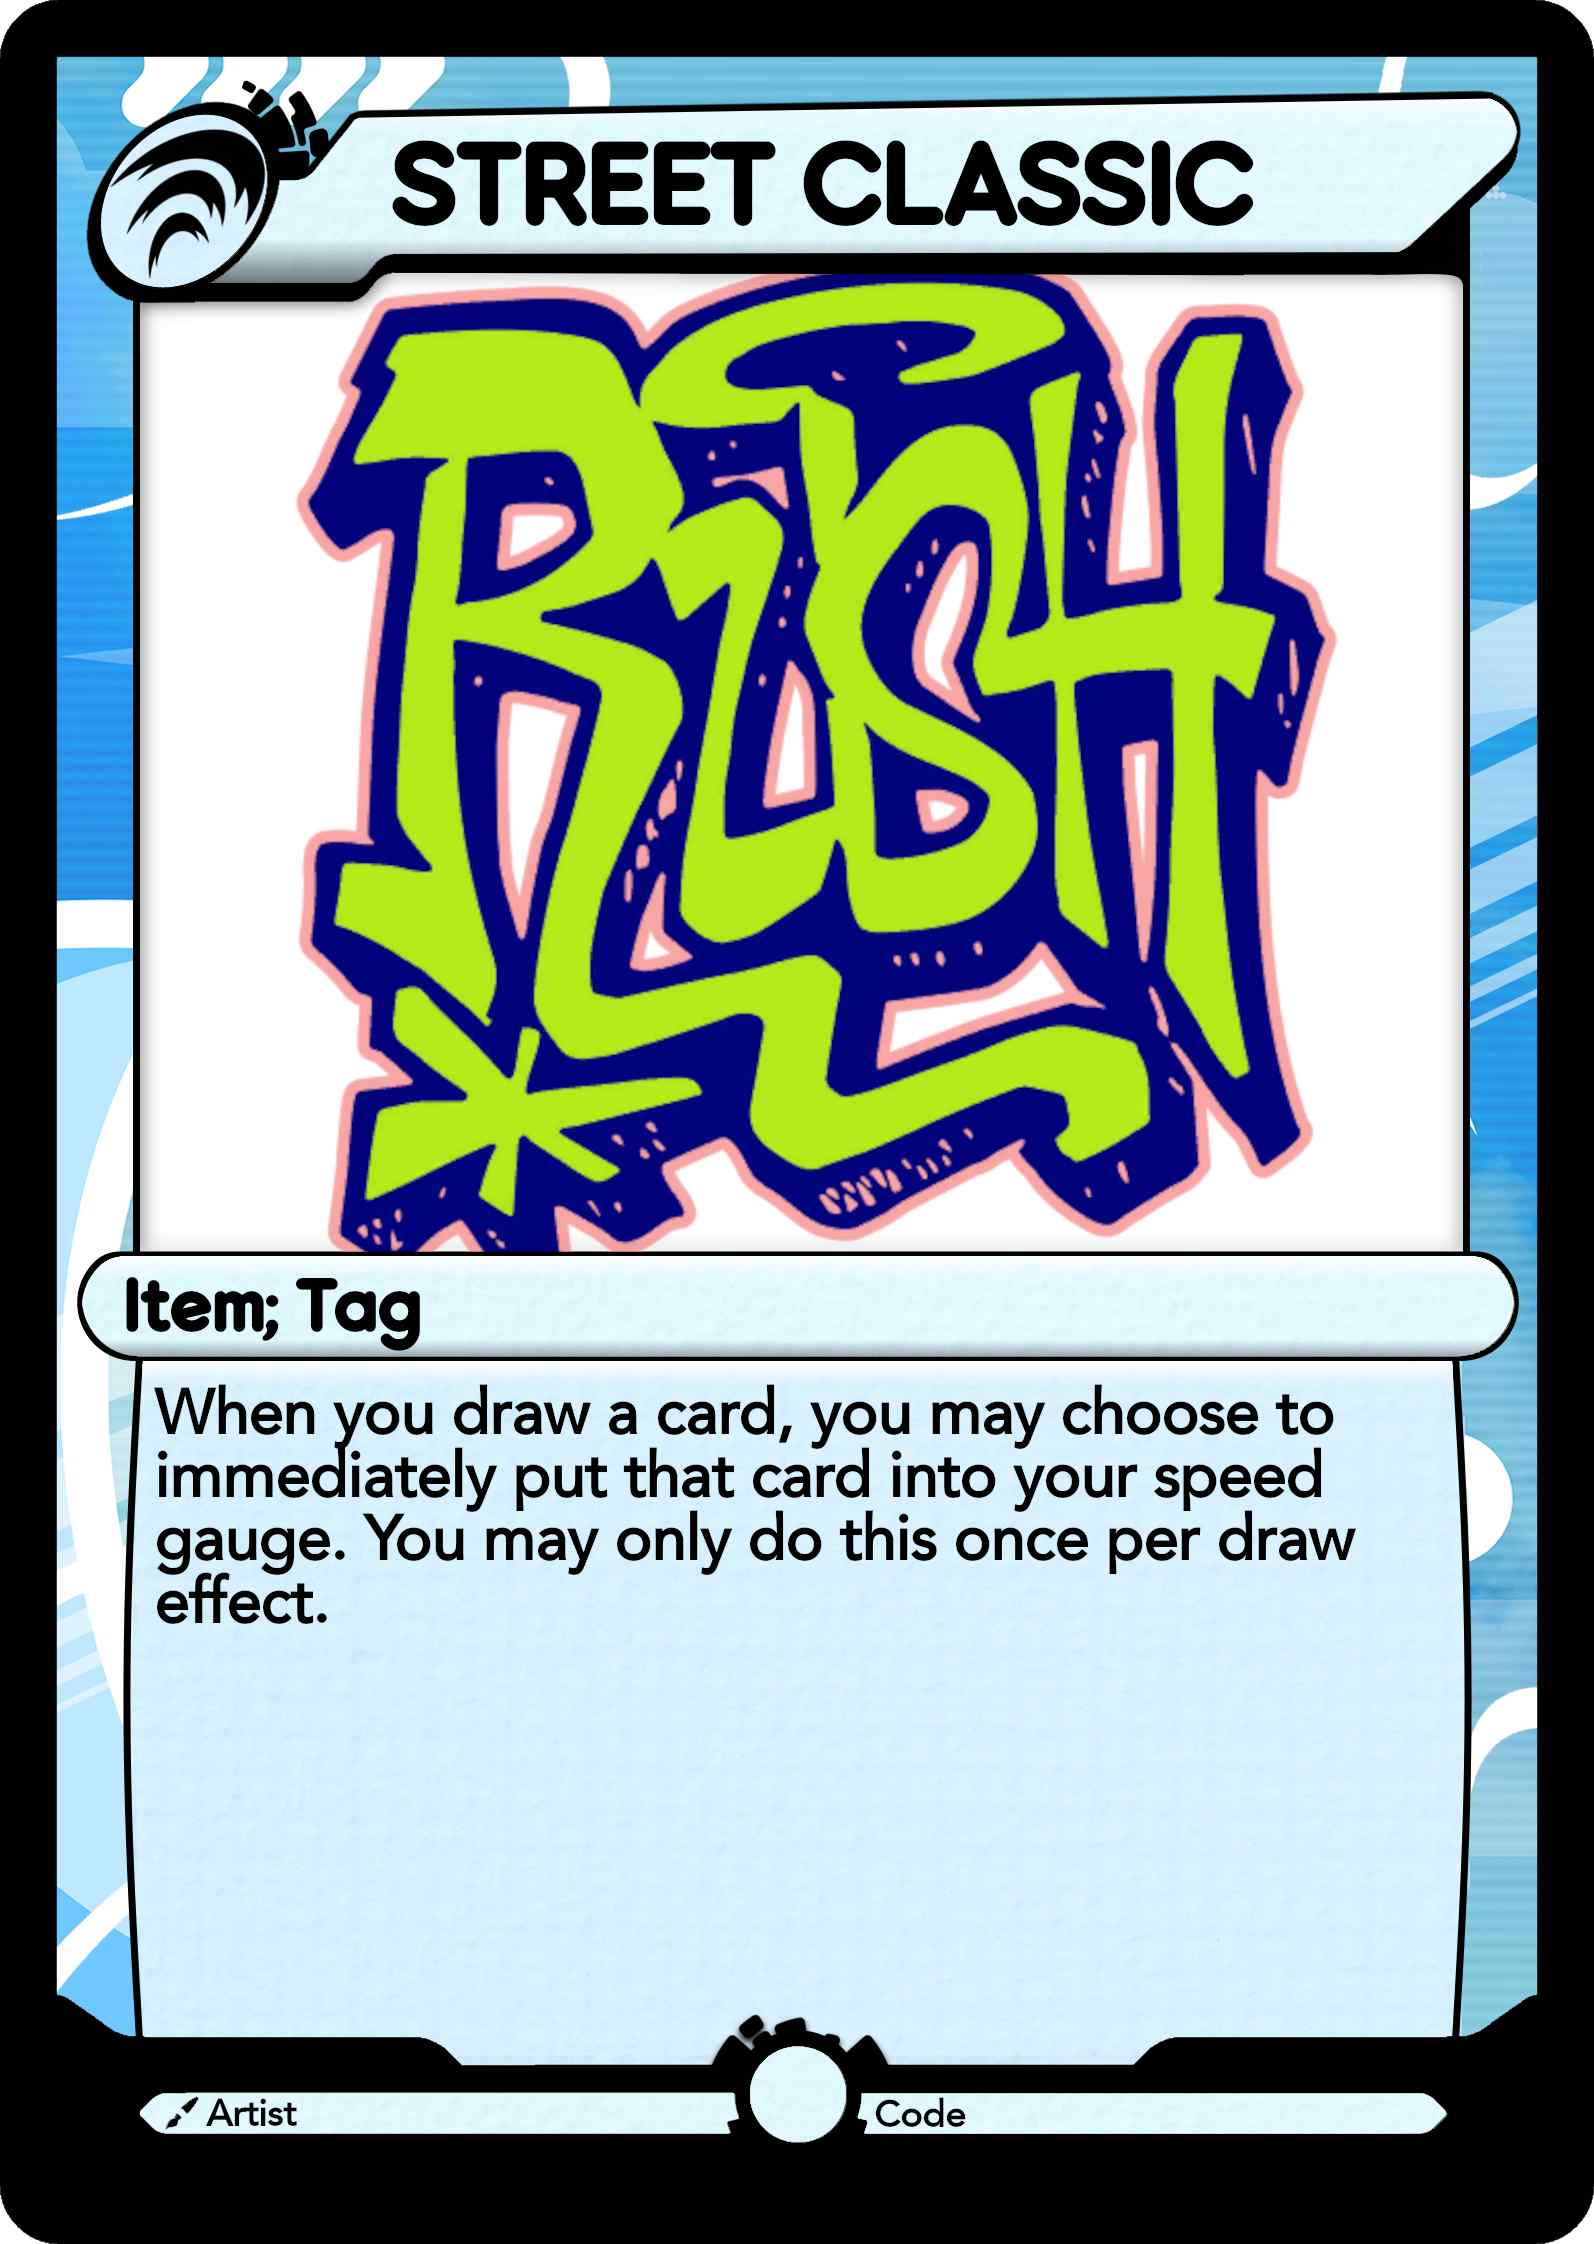 STREET CLASSIC
RUSH
Item; Tag
When you draw a card, you may choose to
immediately put that card into your speed
gauge. You may only do this once per draw
effect.
Artist
Code